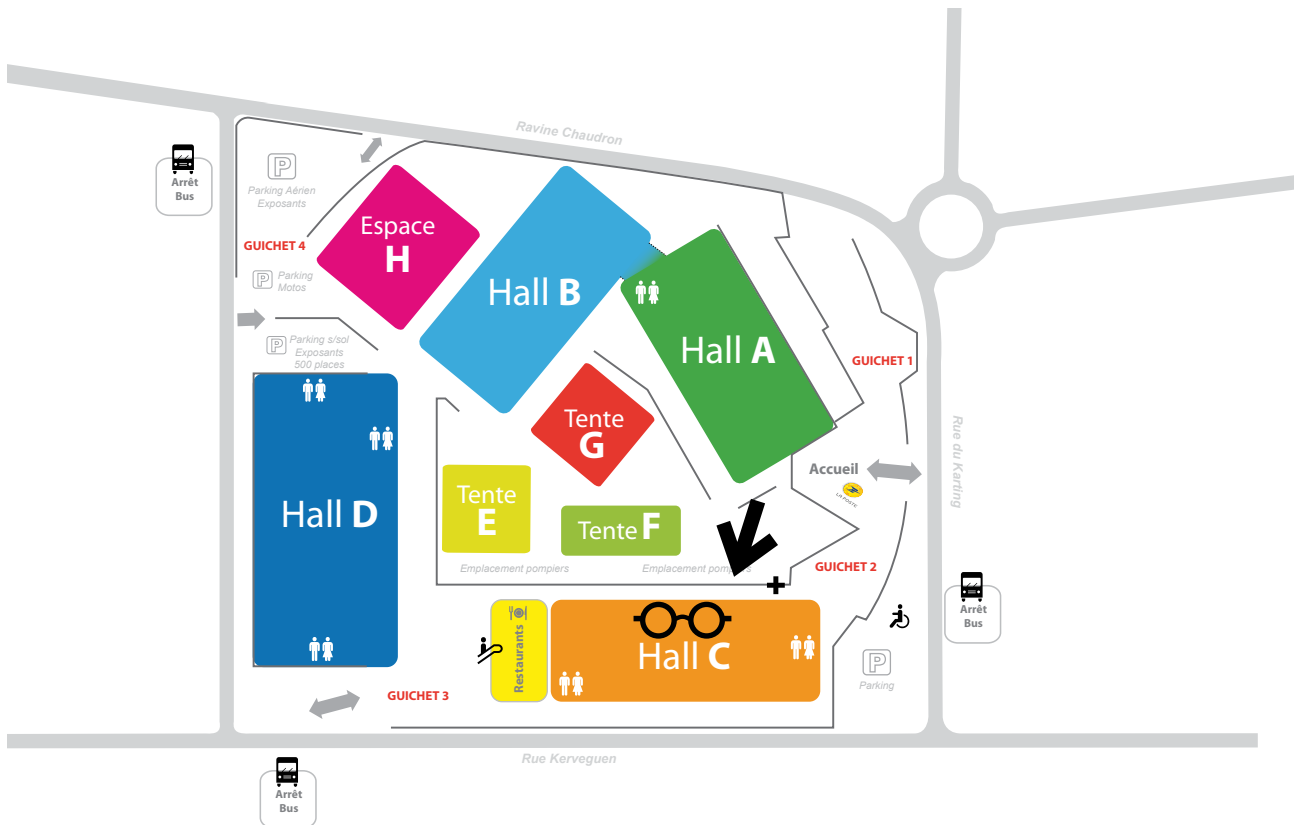 Ravine Chaudron
Arrêt
Bus
P
Parking Aérien
Exposants
GUICHET 4
P
Parking
Motos
Espace
H
Hall B
Hall A
P
Parking s/sol
Exposants
500 places
GUICHET 1
Tente
G
Rue du Karting
Accueil
LA POSTE
Hall D
Tente
E
Tente F
Emplacement pompiers
Emplacement pompiers
GUICHET 2
Arrêt
Bus
Restaurants
Hall C
P
Parking
GUICHET 3
Rue Kerveguen
Arrêt
Bus